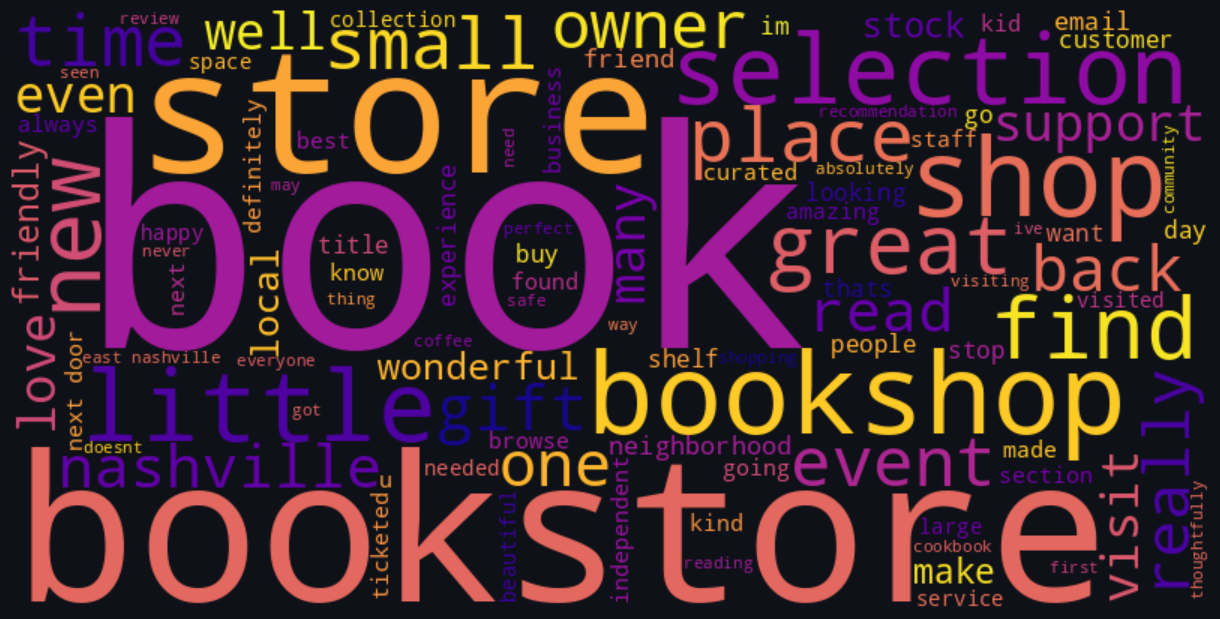 review
collection
time
well
small
owner
im
stock
kid
email
customer
space
seen
friend
selection
even
store
business
always
definitely
best
need
place
recommendation
go
support
staff
community
friendly
new
may
experience
many
curated
absolutely
shop
looking
amazing
book
happy
never
next
title
know
thing
perfect
buy
found
safe
great
ive
want
day
local
way
thats
visiting
back
visited
read
find
love
next door
east nashville
everyone
coffee
wonderful
shelf
shopping
people
stop
little
got
gift
bookshop
really
doesnt
browse
neighborhood
made
nashville
needed
one
going
event
section
visit
bookstore
ticketed
beautiful
independent
kind
reading
large
cookbook
make
first
service
thoughtfully